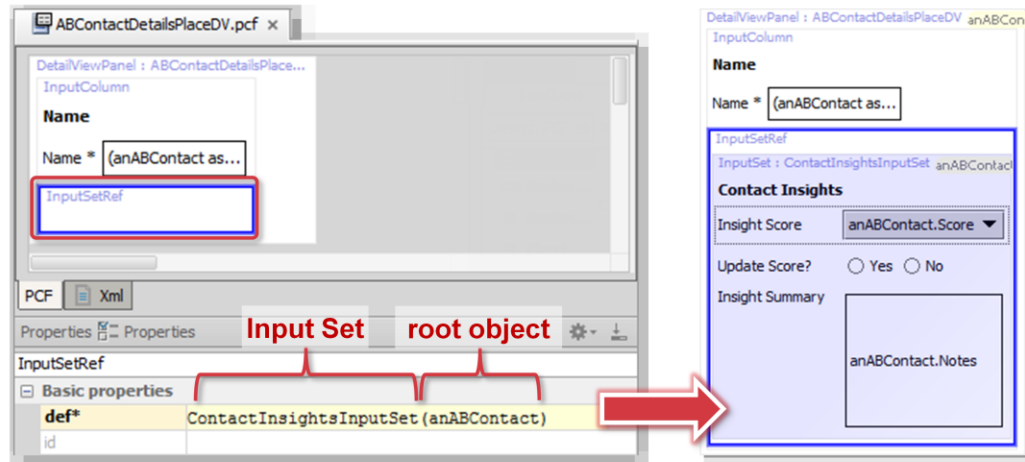 ABContactDetailsPlaceDV.pcf ×
DetailViewPanel : ABContactDetailsPlace...
InputColumn
Name
Name * (anABContact as...
InputSetRef
PCF Xml
Properties Properties
Input Set root object
InputSetRef
Basic properties
def* ContactInsightsInputSet(anABContact)
id
DetailViewPanel : ABContactDetailsPlaceDV anABCon
InputColumn
Name
Name * (anABContact as...
InputSetRef
InputSet : ContactInsightsInputSet anABContact
Contact Insights
Insight Score anABContact.Score
Update Score? Yes No
Insight Summary
anABContact.Notes